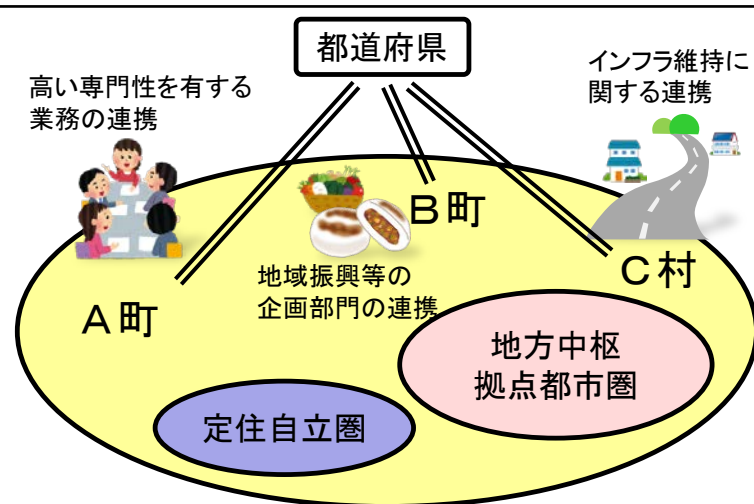 都道府県
高い専門性を有する
業務の連携
インフラ維持に
関する連携
B町
地域振興等の
企画部門の連携
C村
A町
地方中枢
拠点都市圏
定住自立圏